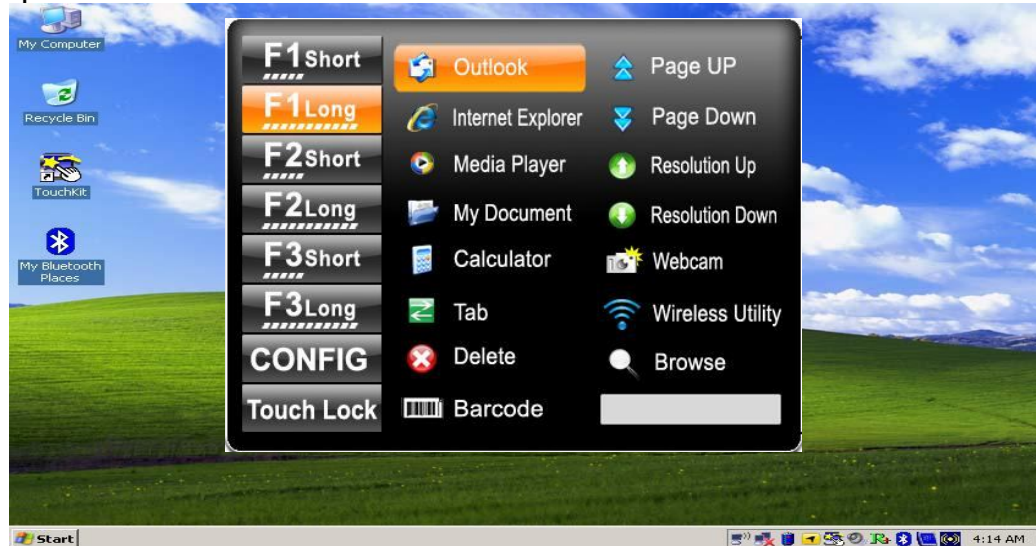 My Computer
Recycle Bin
TouchKit
My Bluetooth
Places
F1Short
F1Long
F2Short
F2Long
F3Short
F3Long
CONFIG
Touch Lock
Outlook
Internet Explorer
Media Player
My Document
Calculator
Tab
Delete
Barcode
Page UP
Page Down
Resolution Up
Resolution Down
Webcam
Wireless Utility
Browse
Start
4:14 AM